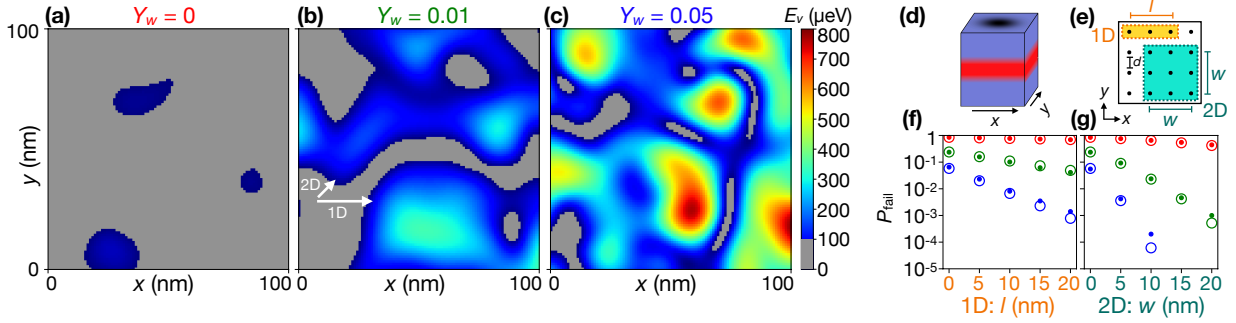 (a) Y_w = 0
(b) Y_w = 0.01
(c) Y_w = 0.05
E_v (μeV)
(d)
(e)
100
y (nm)
0
0
x (nm)
100
2D
1D
0
x (nm)
100
0
x (nm)
100
800
700
600
500
400
300
200
100
0
x
y
l
1D
d
w
2D
w
y
x
(f)
(g)
P_fail
1
10⁻¹
10⁻²
10⁻³
10⁻⁴
10⁻⁵
0 5 10 15 20
1D: l (nm)
0 5 10 15 20
2D: w (nm)